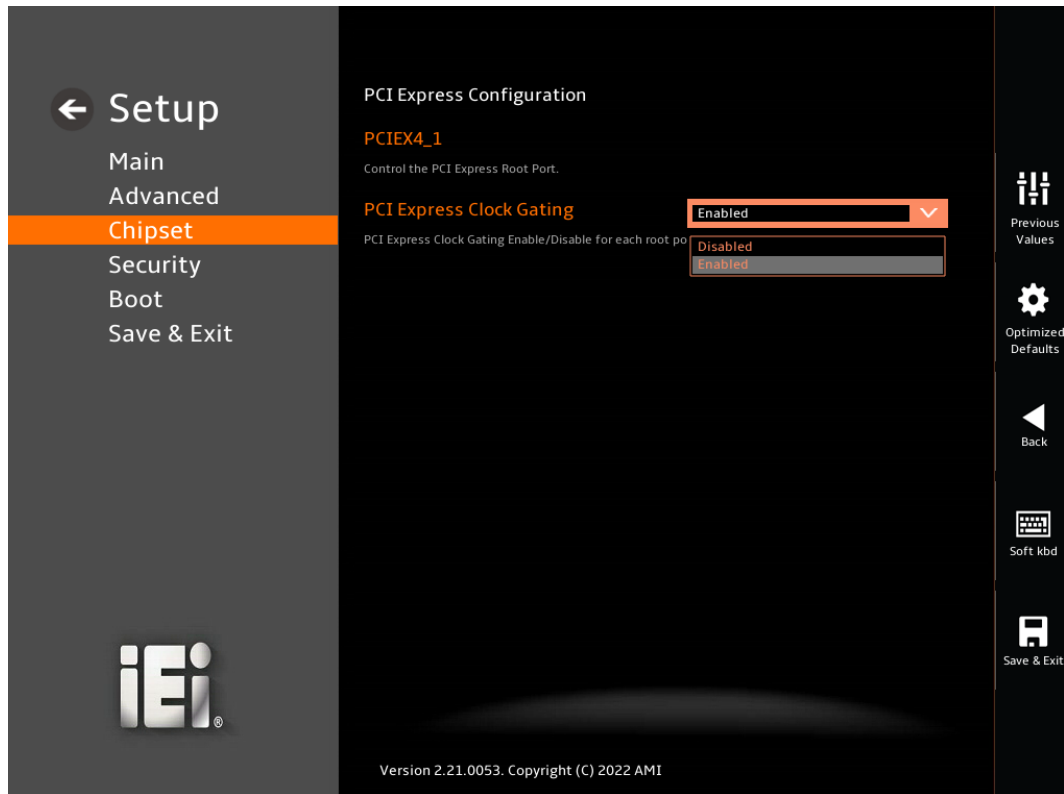 Setup
Main
Advanced
Chipset
Security
Boot
Save & Exit
iEi®
PCI Express Configuration
PCIEX4_1
Control the PCI Express Root Port.
PCI Express Clock Gating
Enabled
PCI Express Clock Gating Enable/Disable for each root po
Disabled
Enabled
Version 2.21.0053. Copyright (C) 2022 AMI
Previous
Values
Optimized
Defaults
Back
Soft kbd
Save & Exit